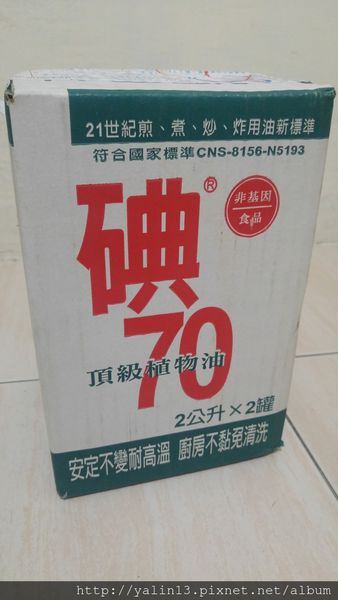 21世紀煎、煮、炒、炸用油新標準
符合國家標準CNS-8156-N5193
碘®
非基因
食品
70
頂級植物油
2公升×2罐
安定不變耐高溫 廚房不黏免清洗
http://yalin13.pixnet.net/album